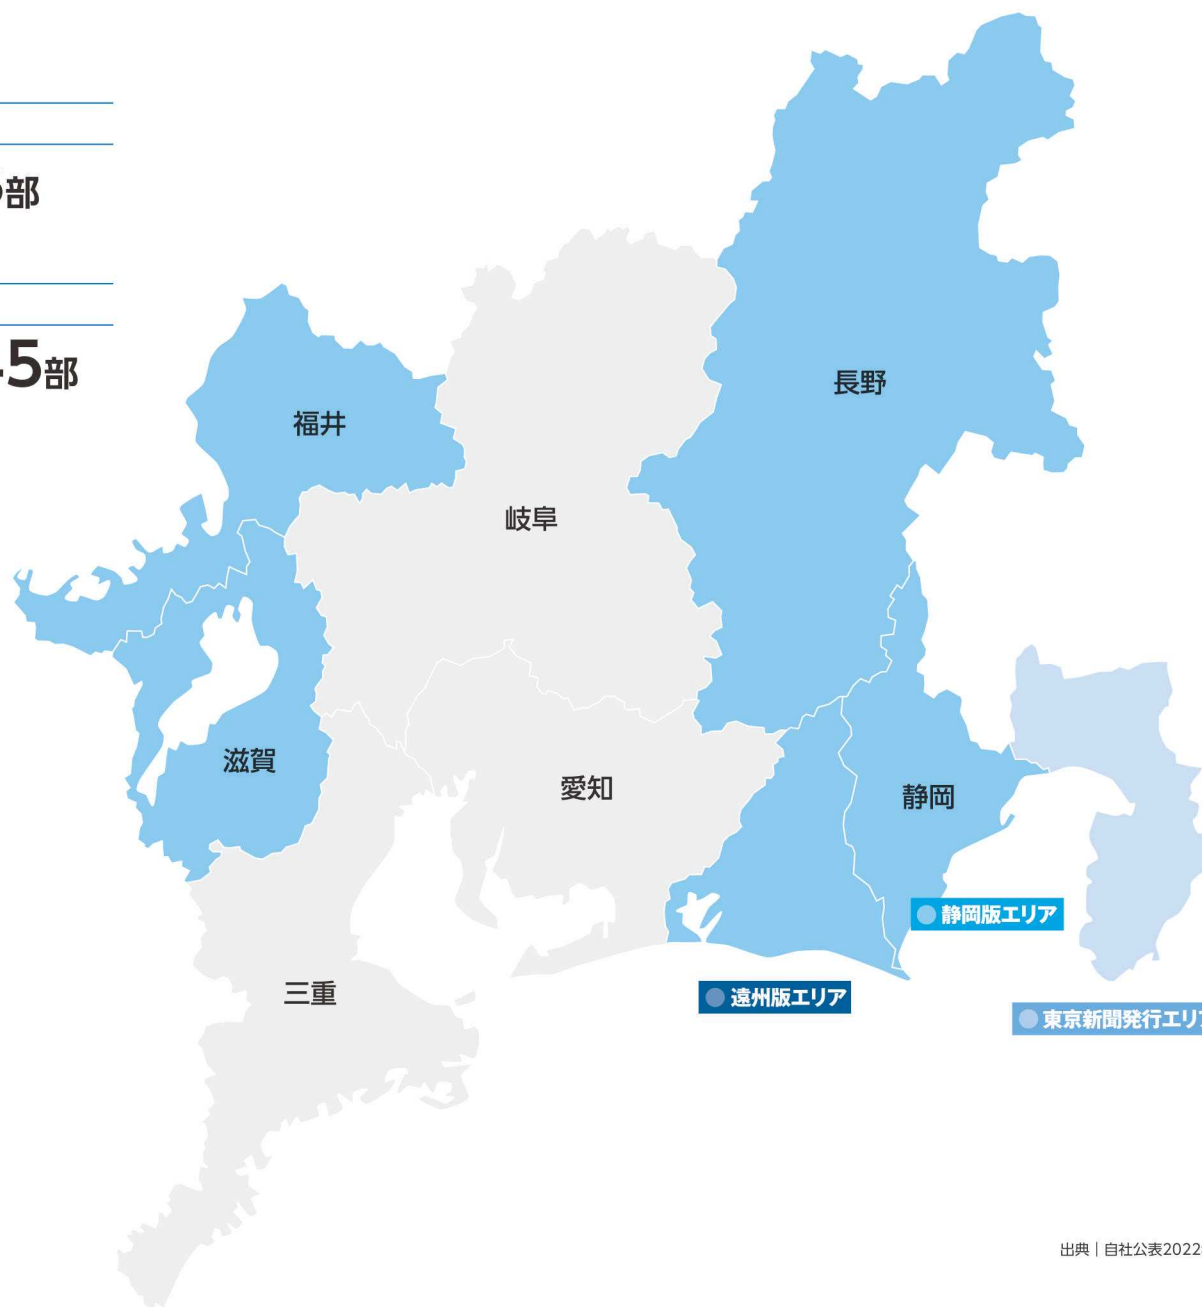 部
5部
長野
福井
岐阜
滋賀
愛知
静岡
静岡版エリア
三重
遠州版エリア
東京新聞発行エリア
出典｜自社公表2022